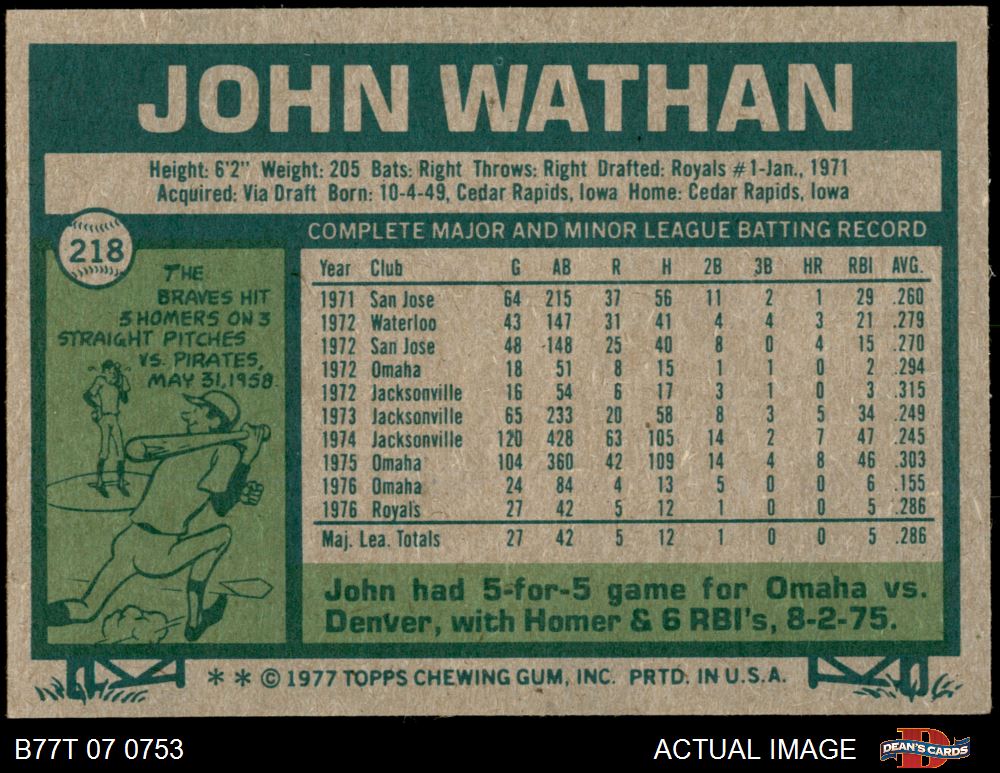 JOHN WATHAN
Height: 6'2" Weight: 205 Bats: Right Throws: Right Drafted: Royals #1-Jan., 1971
Acquired: Via Draft Born: 10-4-49, Cedar Rapids, Iowa Home: Cedar Rapids, Iowa
218
THE
BRAVES HIT
3 HOMERS ON 3
STRAIGHT PITCHES
VS. PIRATES,
MAY 31, 1958.
COMPLETE MAJOR AND MINOR LEAGUE BATTING RECORD
Year Club G AB R H 2B 3B HR RBI AVG.
1971 San Jose 64 215 37 56 11 2 1 29 .260
1972 Waterloo 43 147 31 41 4 4 3 21 .279
1972 San Jose 48 148 25 40 8 0 4 15 .270
1972 Omaha 18 51 8 15 1 1 0 2 .294
1972 Jacksonville 16 54 6 17 3 1 0 3 .315
1973 Jacksonville 65 233 20 58 8 3 5 34 .249
1974 Jacksonville 120 428 63 105 14 2 7 47 .245
1975 Omaha 104 360 42 109 14 4 8 46 .303
1976 Omaha 24 84 4 13 5 0 0 6 .155
1976 Royals 27 42 5 12 1 0 0 5 .286
Maj. Lea. Totals 27 42 5 12 1 0 0 5 .286
John had 5-for-5 game for Omaha vs.
Denver, with Homer & 6 RBI's, 8-2-75.
* * © 1977 TOPPS CHEWING GUM, INC. PRTD. IN U.S.A.
B77T 07 0753
ACTUAL IMAGE
DEAN'S CARDS